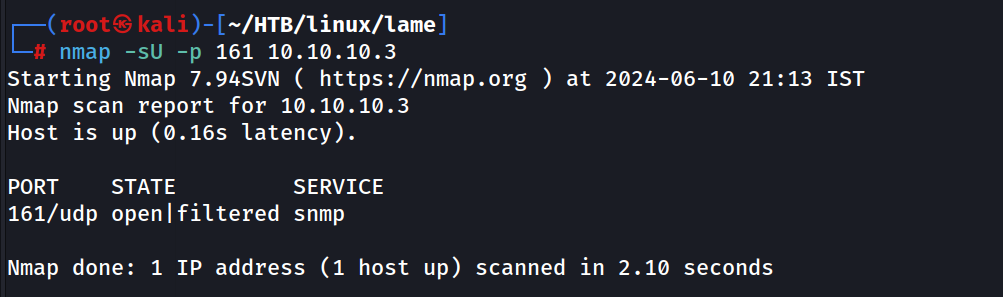 ┌──(root㉿kali)-[~/HTB/linux/lame]
└─# nmap -sU -p 161 10.10.10.3
Starting Nmap 7.94SVN ( https://nmap.org ) at 2024-06-10 21:13 IST
Nmap scan report for 10.10.10.3
Host is up (0.16s latency).
PORT    STATE         SERVICE
161/udp open|filtered snmp
Nmap done: 1 IP address (1 host up) scanned in 2.10 seconds